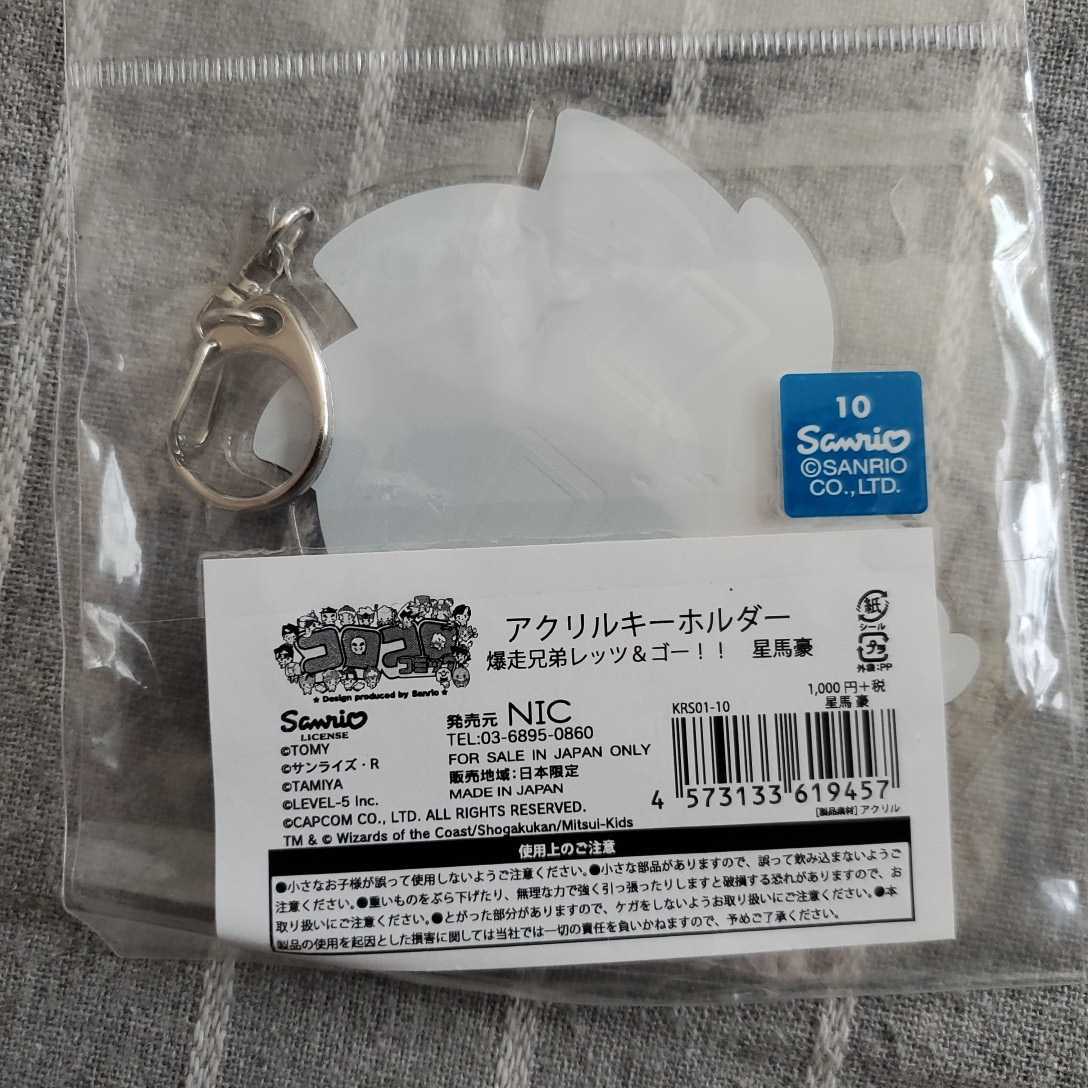 10
Sanrio
©SANRIO
CO.,LTD.
コロコロ
コミック
★ Design produced by Sanrio ★
アクリルキーホルダー
爆走兄弟レッツ＆ゴー！！　星馬豪
紙
シール
プラ
外袋:PP
Sanrio
LICENSE
©TOMY
©サンライズ・R
©TAMIYA
©LEVEL-5 Inc.
©CAPCOM CO., LTD. ALL RIGHTS RESERVED.
TM & © Wizards of the Coast/Shogakukan/Mitsui-Kids
発売元 NIC
TEL:03-6895-0860
FOR SALE IN JAPAN ONLY
販売地域:日本限定
MADE IN JAPAN
1,000円+税
KRS01-10 星馬 豪
4 573133 619457
[製品素材] アクリル
使用上のご注意
●小さなお子様が誤って使用しないようご注意ください。●小さな部品がありますので、誤って飲み込まないようご
注意ください。●重いものをぶら下げたり、無理な力で強く引っ張ったりしますと破損する恐れがありますので、お
取り扱いにご注意ください。●とがった部分がありますので、ケガをしないようお取り扱いにご注意ください。●本
製品の使用を起因とした損害に関しては当社では一切の責任を負いかねますので、予めご了承ください。